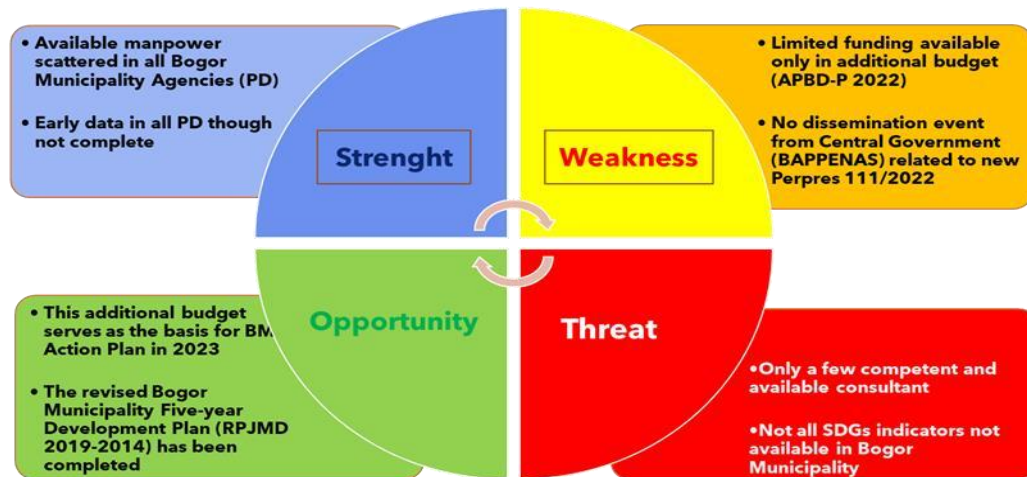 • Available manpower
scattered in all Bogor
Municipality Agencies (PD)
• Early data in all PD though
not complete
Strenght
Weakness
• Limited funding available
only in additional budget
(APBD-P 2022)
• No dissemination event
from Central Government
(BAPPENAS) related to new
Perpres 111/2022
• This additional budget
serves as the basis for BM
Action Plan in 2023
• The revised Bogor
Municipality Five-year
Development Plan (RPJMD
2019-2014) has been
completed
Opportunity
Threat
•Only a few competent and
available consultant
•Not all SDGs indicators not
available in Bogor
Municipality